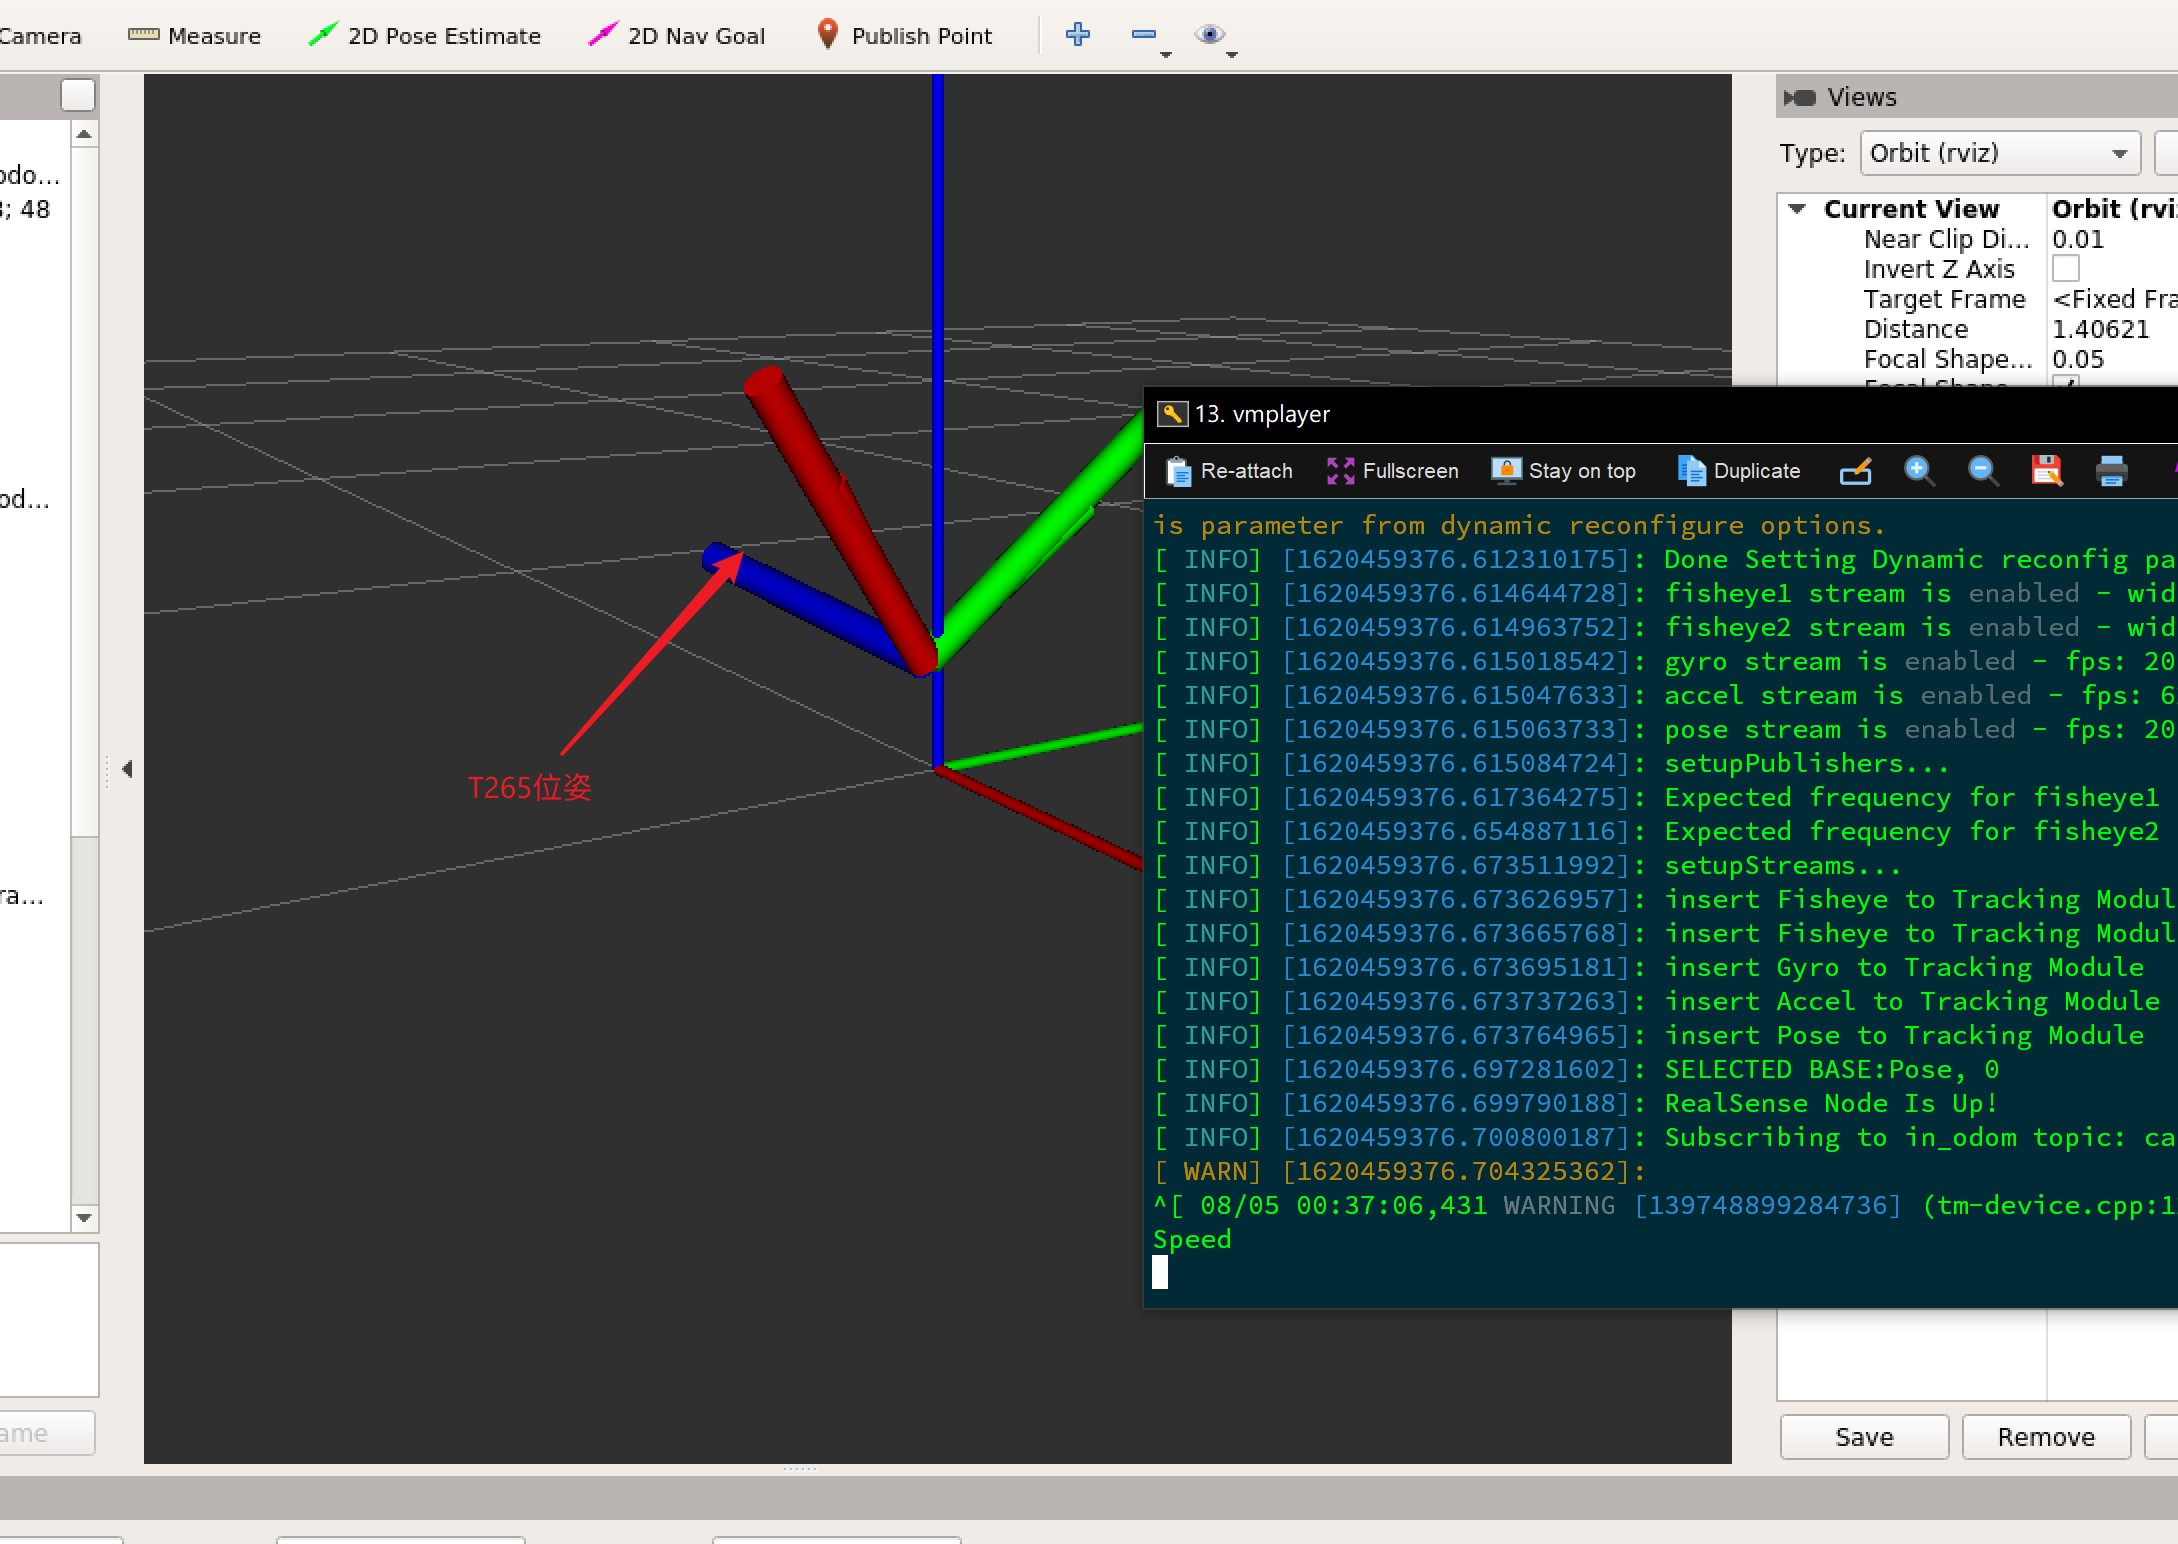 Camera Measure 2D Pose Estimate 2D Nav Goal Publish Point
odo...
; 48
od...
ra...
ame
T265位姿
Views
Type: Orbit (rviz)
Current View Orbit (rvi
Near Clip Di... 0.01
Invert Z Axis
Target Frame <Fixed Fra
Distance 1.40621
Focal Shape... 0.05
Focal Shape...
13. vmplayer
Re-attach Fullscreen Stay on top Duplicate
is parameter from dynamic reconfigure options.
[ INFO] [1620459376.612310175]: Done Setting Dynamic reconfig pa
[ INFO] [1620459376.614644728]: fisheye1 stream is enabled - wid
[ INFO] [1620459376.614963752]: fisheye2 stream is enabled - wid
[ INFO] [1620459376.615018542]: gyro stream is enabled - fps: 20
[ INFO] [1620459376.615047633]: accel stream is enabled - fps: 6
[ INFO] [1620459376.615063733]: pose stream is enabled - fps: 20
[ INFO] [1620459376.615084724]: setupPublishers...
[ INFO] [1620459376.617364275]: Expected frequency for fisheye1
[ INFO] [1620459376.654887116]: Expected frequency for fisheye2
[ INFO] [1620459376.673511992]: setupStreams...
[ INFO] [1620459376.673626957]: insert Fisheye to Tracking Modul
[ INFO] [1620459376.673665768]: insert Fisheye to Tracking Modul
[ INFO] [1620459376.673695181]: insert Gyro to Tracking Module
[ INFO] [1620459376.673737263]: insert Accel to Tracking Module
[ INFO] [1620459376.673764965]: insert Pose to Tracking Module
[ INFO] [1620459376.697281602]: SELECTED BASE:Pose, 0
[ INFO] [1620459376.699790188]: RealSense Node Is Up!
[ INFO] [1620459376.700800187]: Subscribing to in_odom topic: ca
[ WARN] [1620459376.704325362]:
^[ 08/05 00:37:06,431 WARNING [139748899284736] (tm-device.cpp:1
Speed
Save Remove